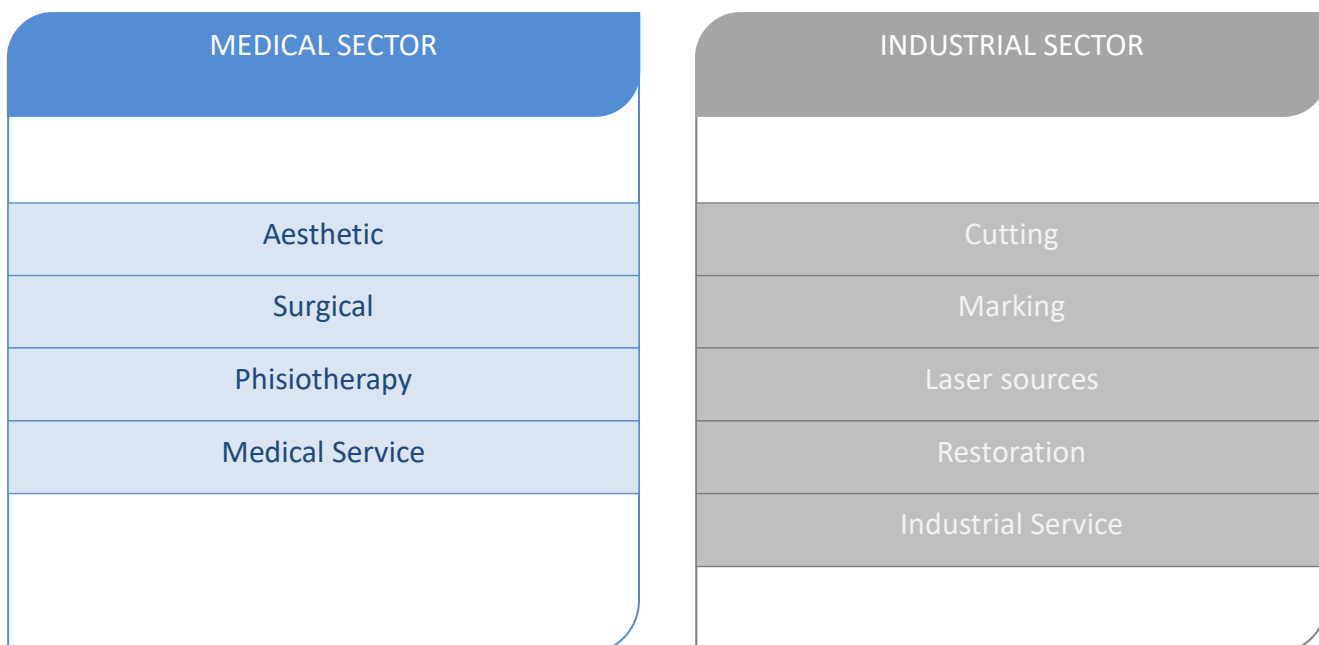 MEDICAL SECTOR
Aesthetic
Surgical
Phisiotherapy
Medical Service
INDUSTRIAL SECTOR
Cutting
Marking
Laser sources
Restoration
Industrial Service